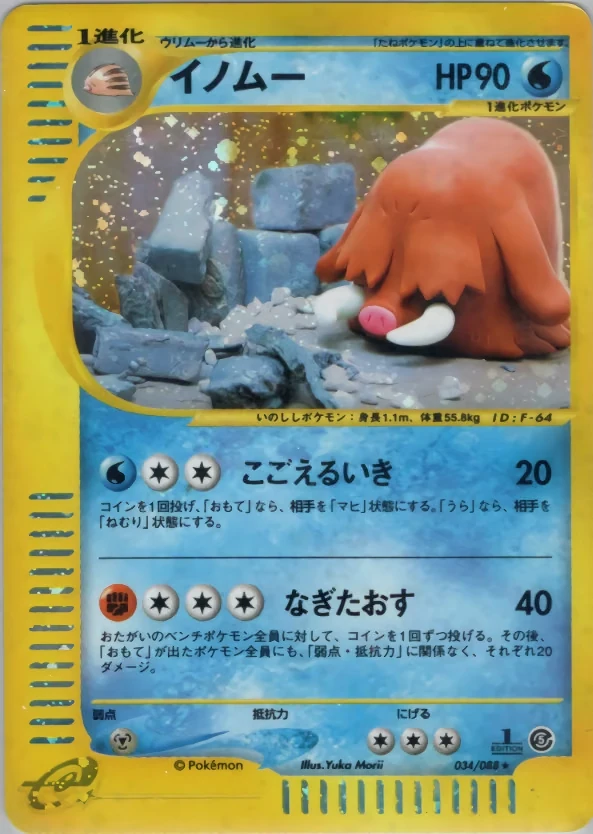 1進化
ウリムーから進化
「たねポケモン」の上に重ねて進化させます。
イノムー
HP90
1進化ポケモン
いのししポケモン：身長1.1m、体重55.8kg ID:F-64
こごえるいき 20
コインを1回投げ、「おもて」なら、相手を「マヒ」状態にする。「うら」なら、相手を
「ねむり」状態にする。
なぎたおす 40
おたがいのベンチポケモン全員に対して、コインを1回ずつ投げる。その後、
「おもて」が出たポケモン全員にも、「弱点・抵抗力」に関係なく、それぞれ20
ダメージ。
弱点 抵抗力 にげる
1
EDITION
5
©Pokémon
Illus.Yuka Morii
034/088★
e